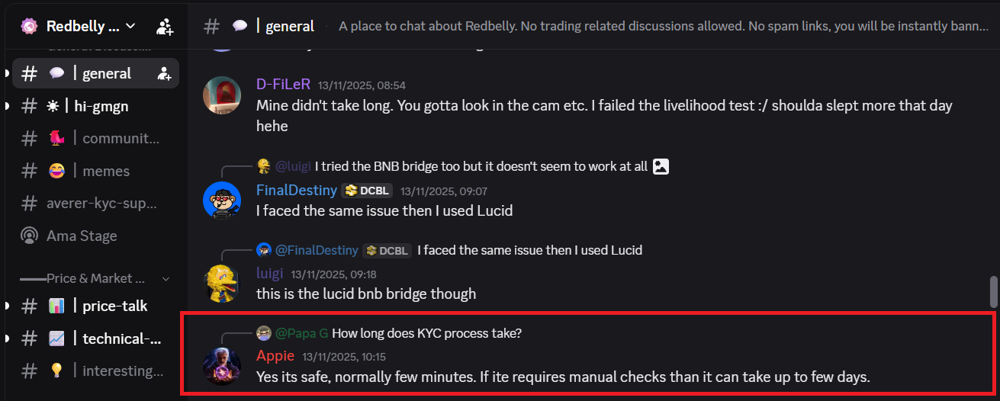 Redbelly ...
| general
A place to chat about Redbelly. No trading related discussions allowed. No spam links, you will be instantly bann...
# | general
# | hi-gmgn
# | communit...
# | memes
# averer-kyc-sup...
Ama Stage
Price & Market ...
# | price-talk
# | technical-...
# | interesting...
D-FiLeR 13/11/2025, 08:54
Mine didn't take long. You gotta look in the cam etc. I failed the livelihood test :/ shoulda slept more that day
hehe
@luigi I tried the BNB bridge too but it doesn't seem to work at all
FinalDestiny DCBL 13/11/2025, 09:07
I faced the same issue then I used Lucid
@FinalDestiny DCBL I faced the same issue then I used Lucid
luigi 13/11/2025, 09:18
this is the lucid bnb bridge though
@Papa G How long does KYC process take?
Appie 13/11/2025, 10:15
Yes its safe, normally few minutes. If ite requires manual checks than it can take up to few days.